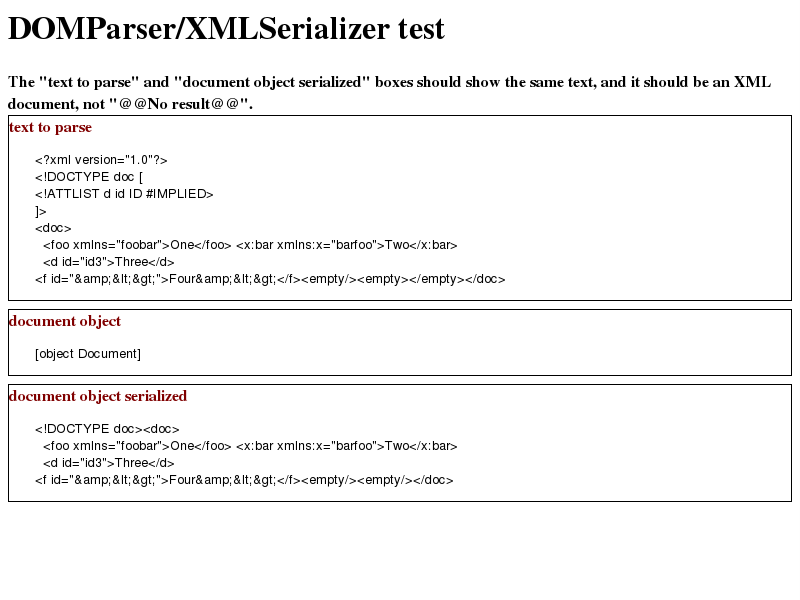 DOMParser/XMLSerializer test
The "text to parse" and "document object serialized" boxes should show the same text, and it should be an XML
document, not "@@No result@@".
text to parse
<?xml version="1.0"?>
<!DOCTYPE doc [
<!ATTLIST d id ID #IMPLIED>
]>
<doc>
  <foo xmlns="foobar">One</foo> <x:bar xmlns:x="barfoo">Two</x:bar>
  <d id="id3">Three</d>
<f id="&amp;&lt;&gt;">Four&amp;&lt;&gt;</f><empty/><empty></empty></doc>
document object
[object Document]
document object serialized
<!DOCTYPE doc><doc>
  <foo xmlns="foobar">One</foo> <x:bar xmlns:x="barfoo">Two</x:bar>
  <d id="id3">Three</d>
<f id="&amp;&lt;&gt;">Four&amp;&lt;&gt;</f><empty/><empty/></doc>